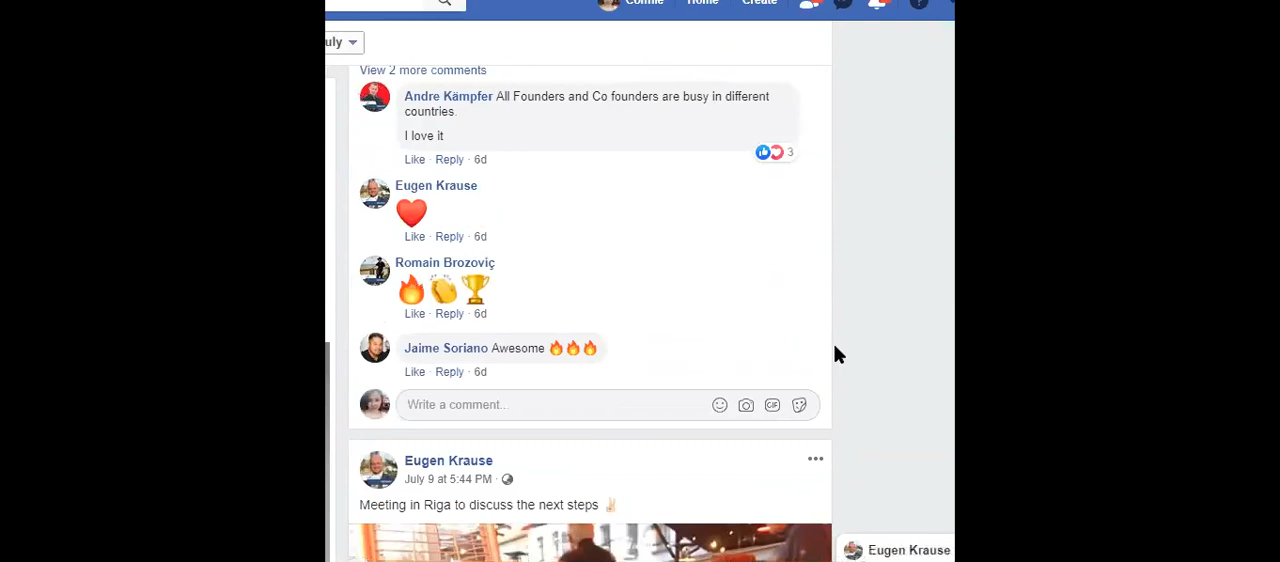 Connie Home Create
uly
View 2 more comments
Andre Kämpfer All Founders and Co founders are busy in different
countries.
I love it
3
Like · Reply · 6d
Eugen Krause
Like · Reply · 6d
Romain Brozoviç
Like · Reply · 6d
Jaime Soriano Awesome
Like · Reply · 6d
Write a comment...
GIF
Eugen Krause
July 9 at 5:44 PM ·
Meeting in Riga to discuss the next steps
Eugen Krause